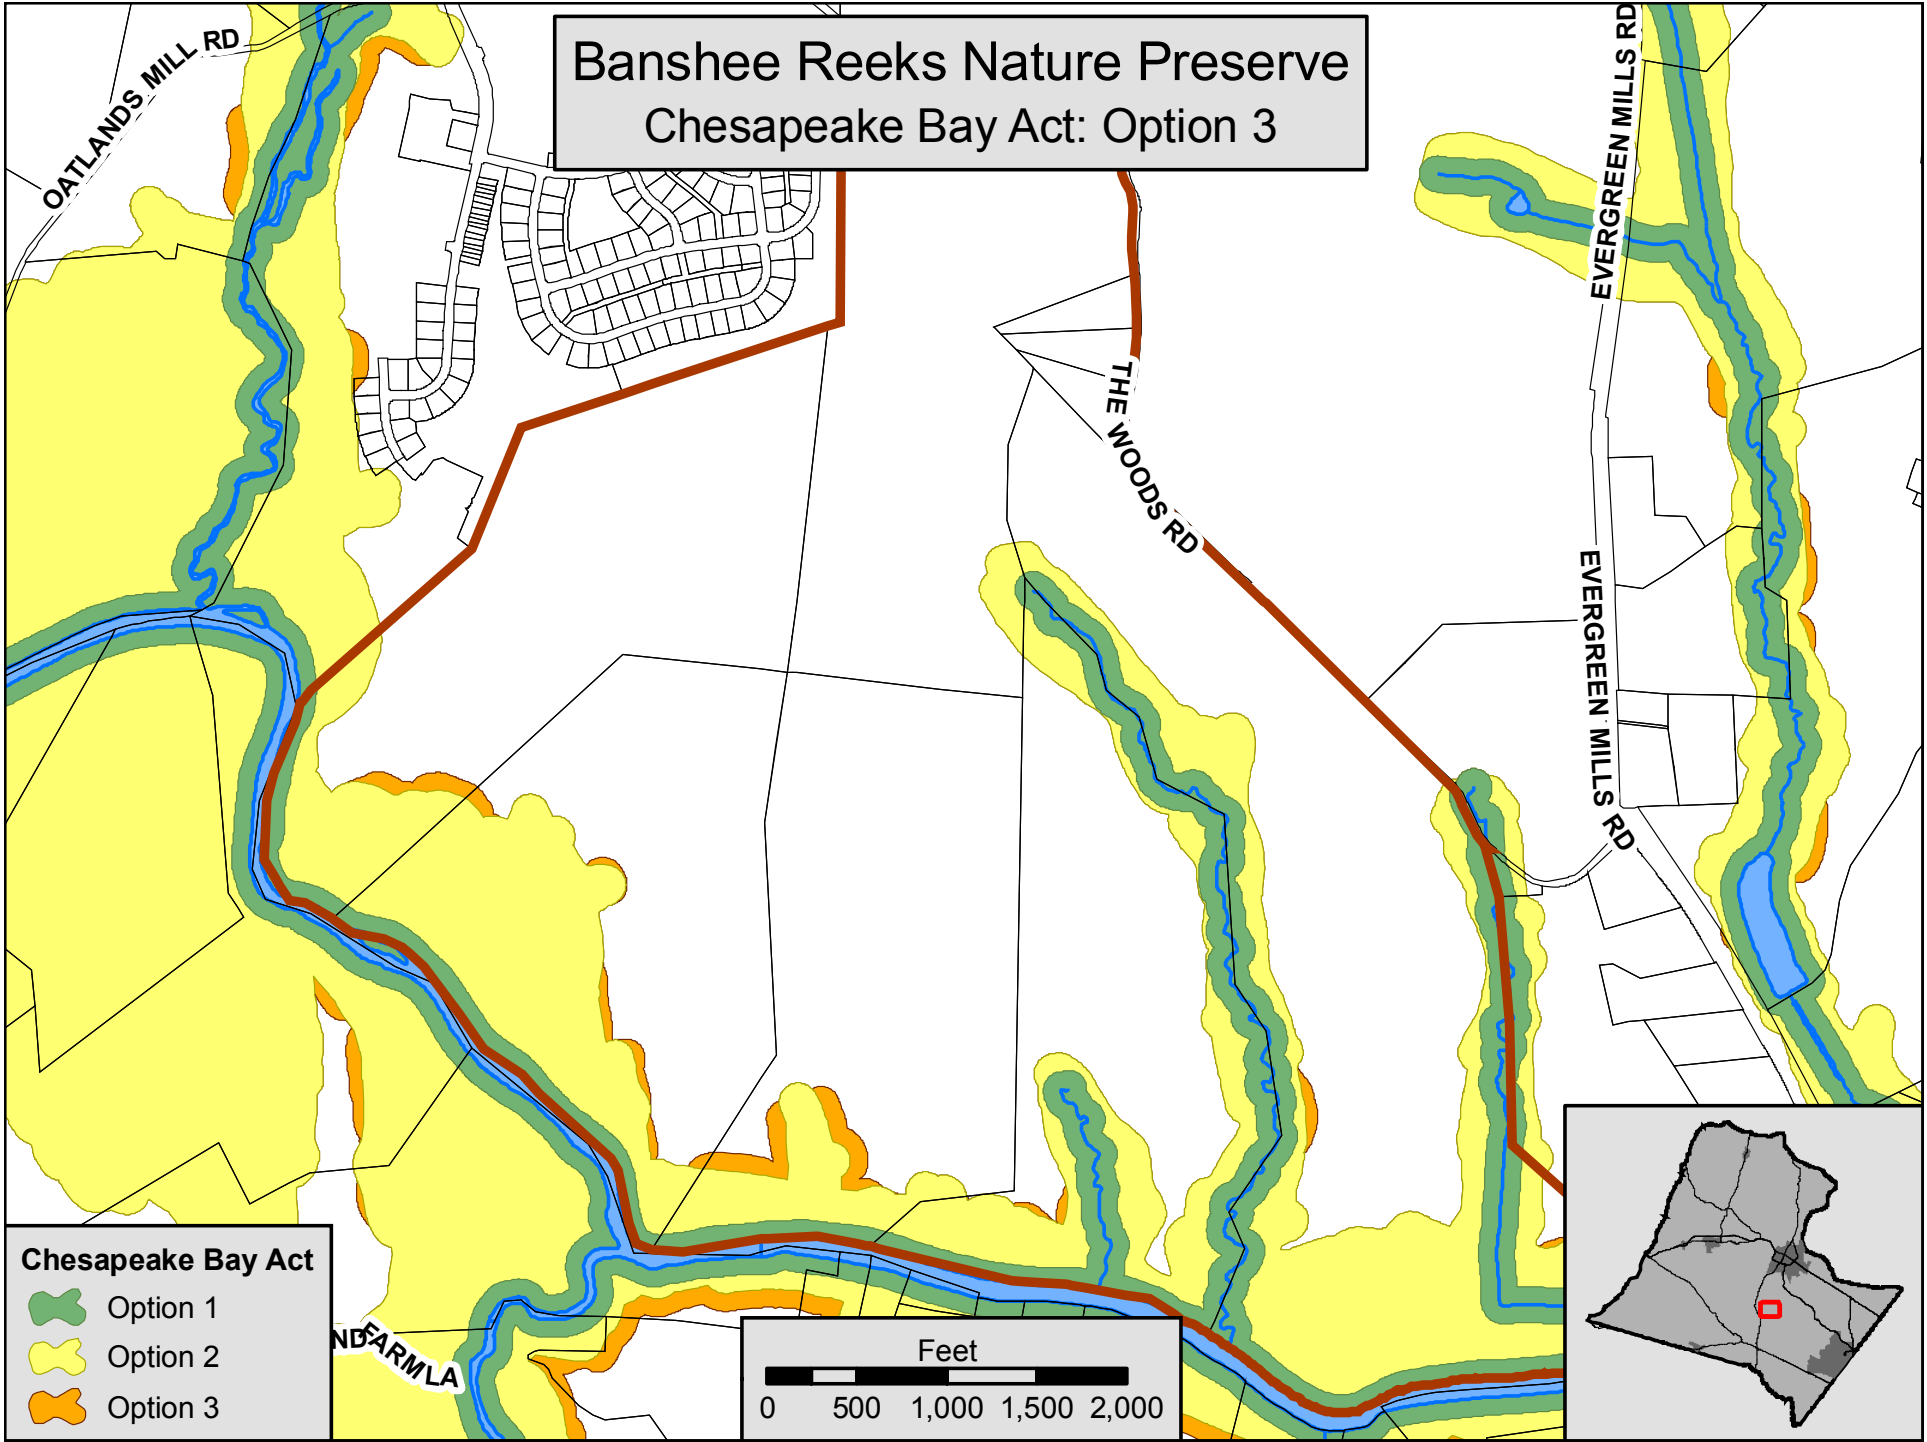 Banshee Reeks Nature Preserve
Chesapeake Bay Act: Option 3
OATLANDS MILL RD
EVERGREEN MILLS RD
THE WOODS RD
EVERGREEN MILLS RD
Chesapeake Bay Act
Option 1
Option 2
Option 3
ND
FARM LA
Feet
0 500 1,000 1,500 2,000